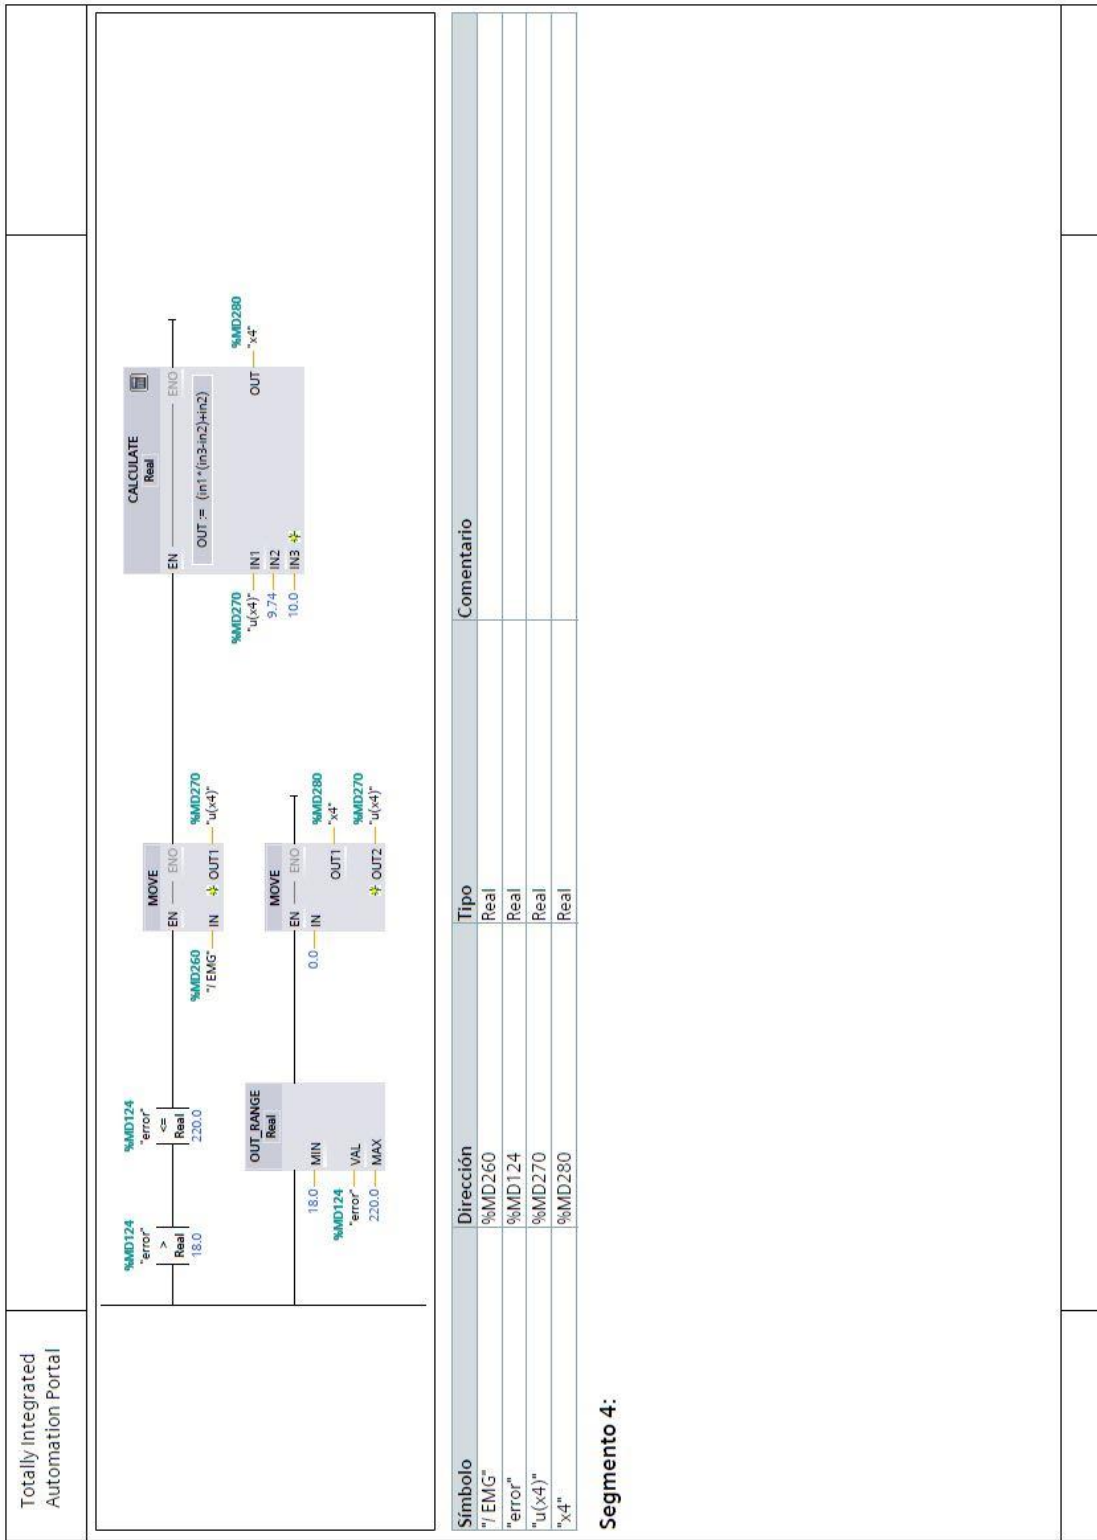 Totally Integrated
Automation Portal
%MD124
"error"
>
Real
18.0
%MD124
"error"
<=
Real
220.0
MOVE
EN
ENO
%MD260
"/ EMG"
IN
OUT1
%MD270
"u(x4)"
CALCULATE
Real
EN
ENO
OUT := (in1*(in3-in2)+in2)
%MD270
"u(x4)"
IN1
9.74
IN2
10.0
IN3
OUT
%MD280
"x4"
OUT_RANGE
Real
18.0
MIN
%MD124
"error"
VAL
220.0
MAX
MOVE
EN
ENO
0.0
IN
OUT1
%MD280
"x4"
OUT2
%MD270
"u(x4)"
Símbolo Dirección Tipo Comentario
"/ EMG" %MD260 Real
"error" %MD124 Real
"u(x4)" %MD270 Real
"x4" %MD280 Real
Segmento 4: